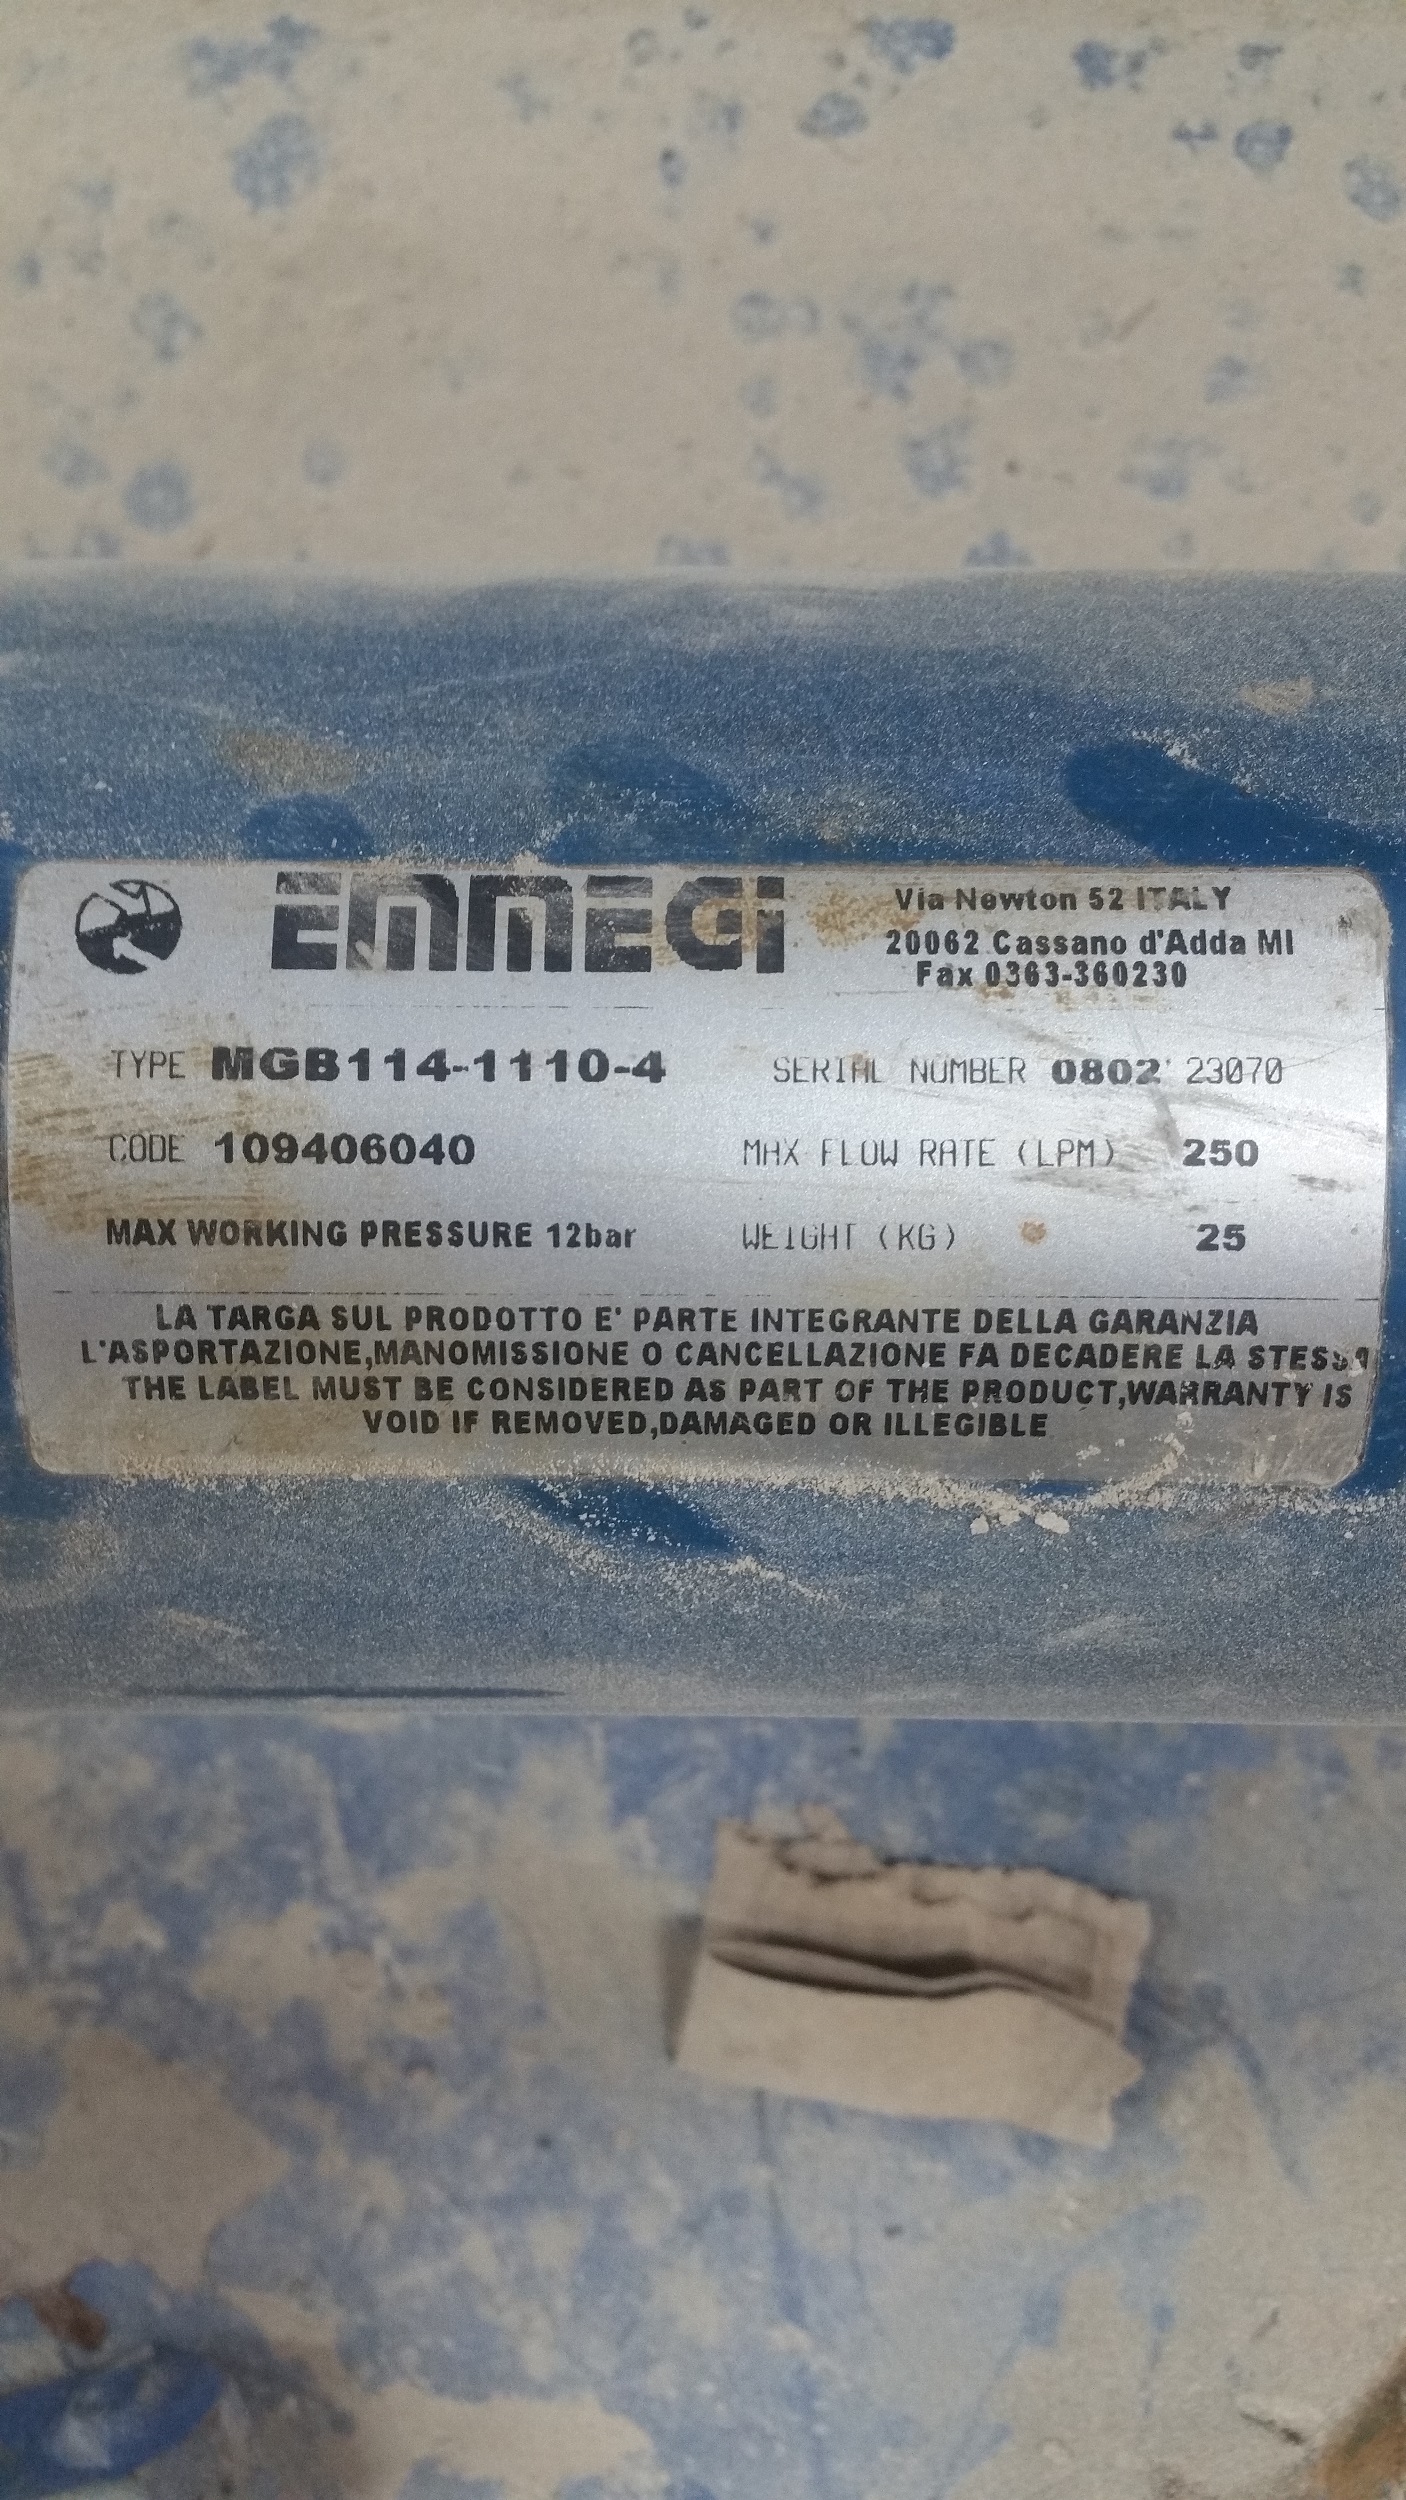 EMMEGI
Via Newton 52 ITALY
20062 Cassano d'Adda MI
Fax 0363-360230
TYPE MGB114-1110-4
SERIAL NUMBER 0802 23070
CODE 109406040
MAX FLOW RATE (LPM) 250
MAX WORKING PRESSURE 12bar
WEIGHT (KG) 25
LA TARGA SUL PRODOTTO E' PARTE INTEGRANTE DELLA GARANZIA
L'ASPORTAZIONE,MANOMISSIONE O CANCELLAZIONE FA DECADERE LA STESSA
THE LABEL MUST BE CONSIDERED AS PART OF THE PRODUCT,WARRANTY IS
VOID IF REMOVED,DAMAGED OR ILLEGIBLE